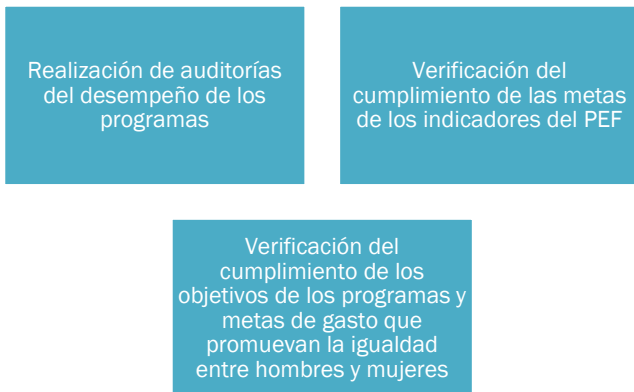 Realización de auditorías
del desempeño de los
programas
Verificación del
cumplimiento de las metas
de los indicadores del PEF
Verificación del
cumplimiento de los
objetivos de los programas y
metas de gasto que
promuevan la igualdad
entre hombres y mujeres